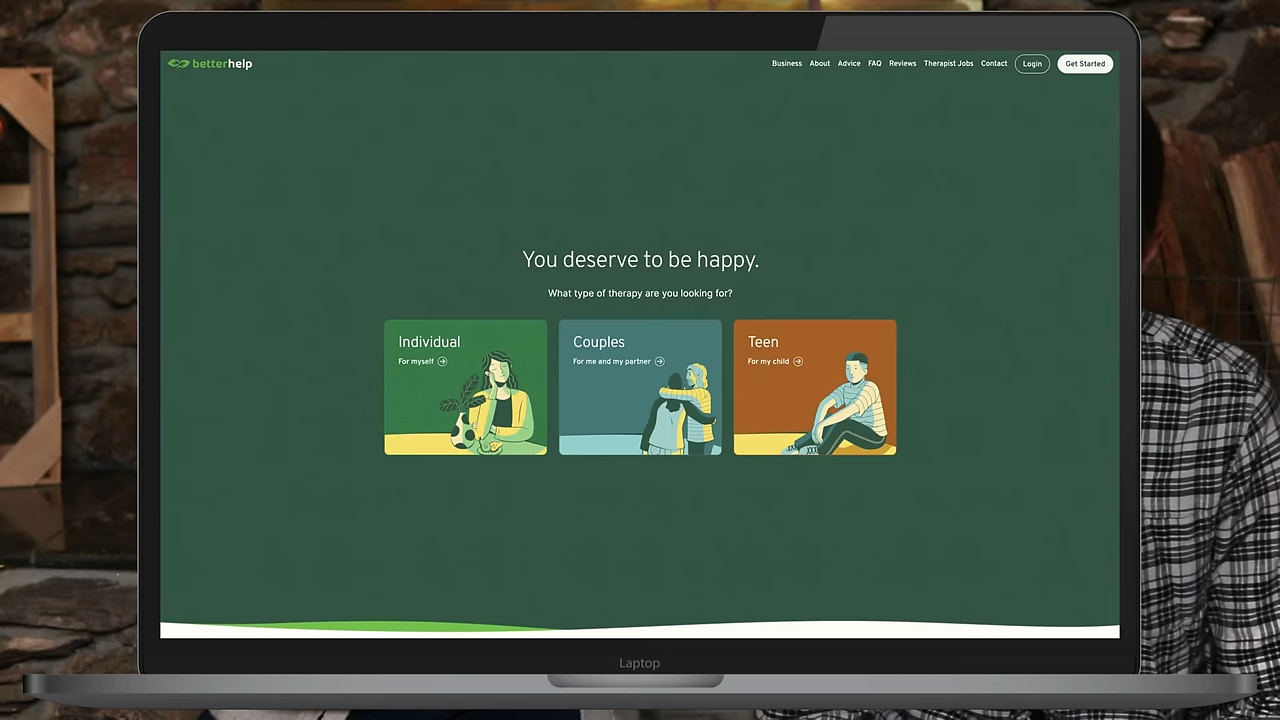 betterhelp
Business About Advice FAQ Reviews Therapist Jobs Contact Login Get Started
You deserve to be happy.
What type of therapy are you looking for?
Individual
For myself
Couples
For me and my partner
Teen
For my child
Laptop